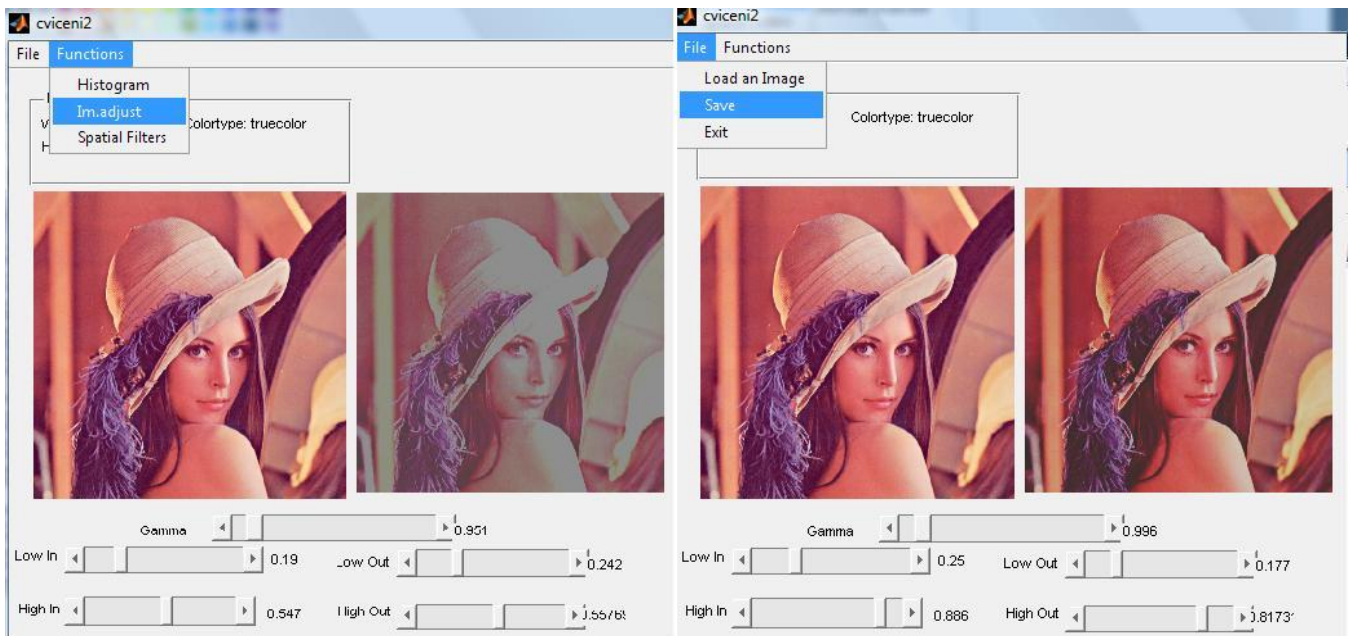 cviceni2
File Functions
Histogram
Im.adjust
Spatial Filters
Colortype: truecolor
Gamma 0.951
Low In 0.19 Low Out 0.242
High In 0.547 High Out
cviceni2
File Functions
Load an Image
Save
Exit
Colortype: truecolor
Gamma 0.996
Low In 0.25 Low Out 0.177
High In 0.886 High Out